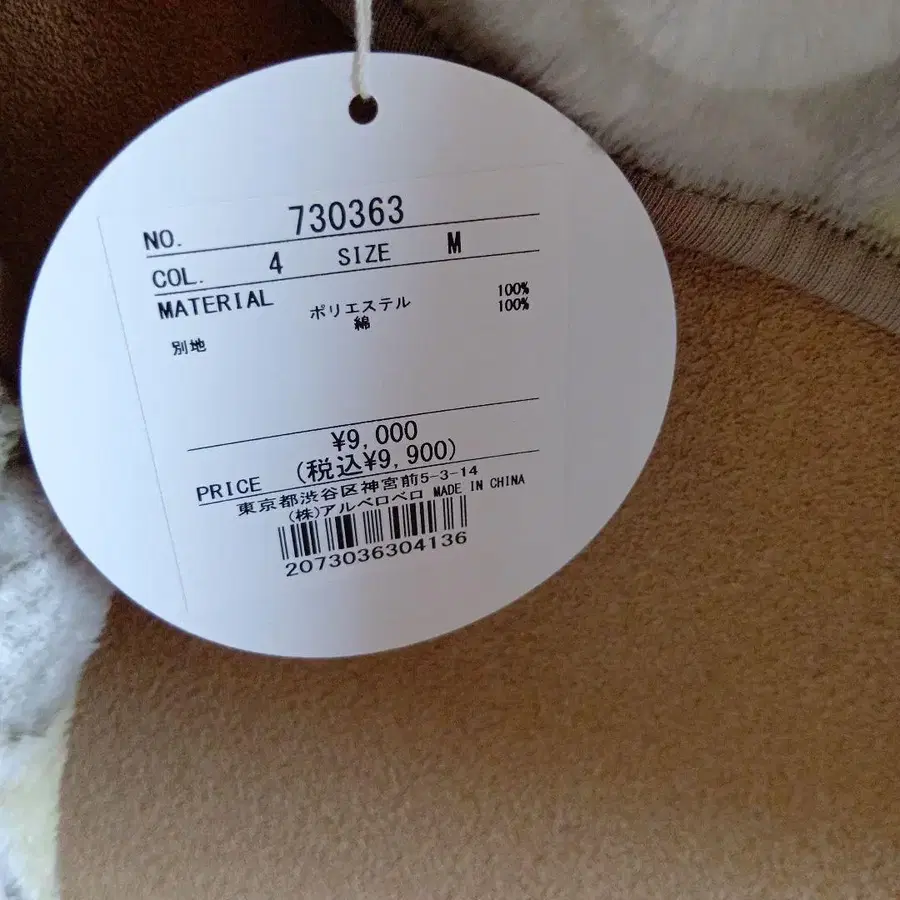 NO. 730363
COL. 4 SIZE M
MATERIAL ポリエステル 100%
別地 綿 100%
¥9,000
PRICE (税込¥9,900)
東京都渋谷区神宮前5-3-14
(株)アルベロベロ MADE IN CHINA
2073036304136